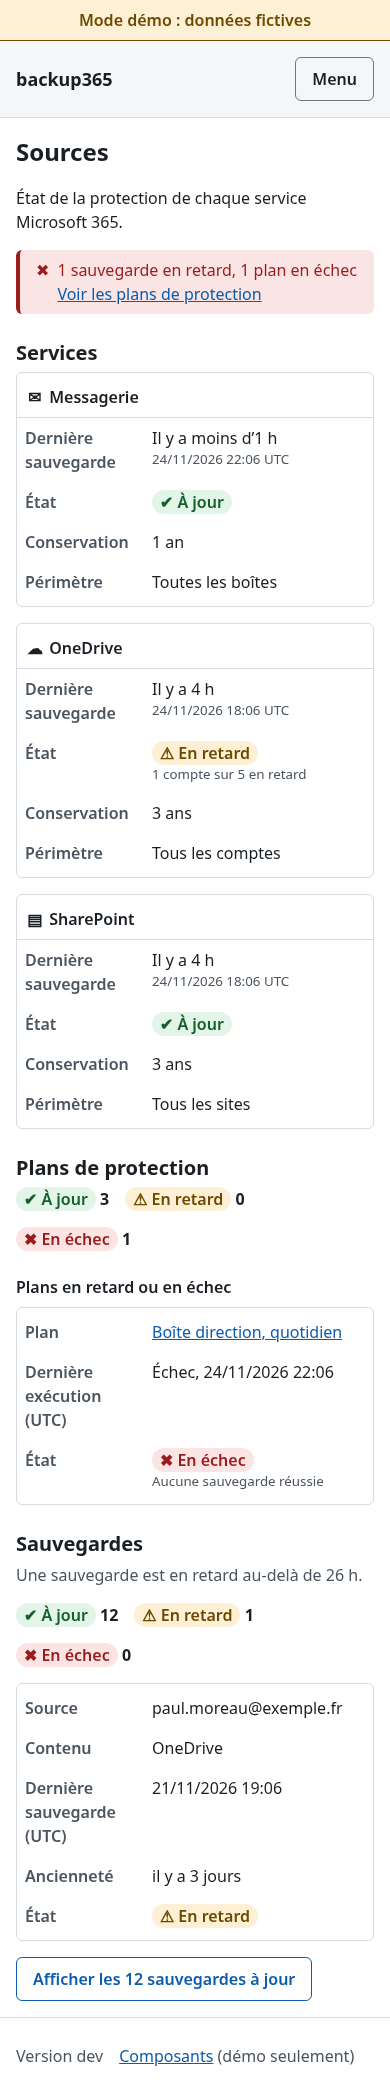 Mode démo : données fictives
backup365
Menu
Sources
État de la protection de chaque service
Microsoft 365.
✖ 1 sauvegarde en retard, 1 plan en échec
Voir les plans de protection
Services
✉ Messagerie
Dernière sauvegarde
Il y a moins d’1 h
24/11/2026 22:06 UTC
État
✔ À jour
Conservation
1 an
Périmètre
Toutes les boîtes
☁ OneDrive
Dernière sauvegarde
Il y a 4 h
24/11/2026 18:06 UTC
État
⚠ En retard
1 compte sur 5 en retard
Conservation
3 ans
Périmètre
Tous les comptes
▤ SharePoint
Dernière sauvegarde
Il y a 4 h
24/11/2026 18:06 UTC
État
✔ À jour
Conservation
3 ans
Périmètre
Tous les sites
Plans de protection
✔ À jour 3 ⚠ En retard 0
✖ En échec 1
Plans en retard ou en échec
Plan
Boîte direction, quotidien
Dernière exécution (UTC)
Échec, 24/11/2026 22:06
État
✖ En échec
Aucune sauvegarde réussie
Sauvegardes
Une sauvegarde est en retard au-delà de 26 h.
✔ À jour 12 ⚠ En retard 1
✖ En échec 0
Source
paul.moreau@exemple.fr
Contenu
OneDrive
Dernière sauvegarde (UTC)
21/11/2026 19:06
Ancienneté
il y a 3 jours
État
⚠ En retard
Afficher les 12 sauvegardes à jour
Version dev Composants (démo seulement)